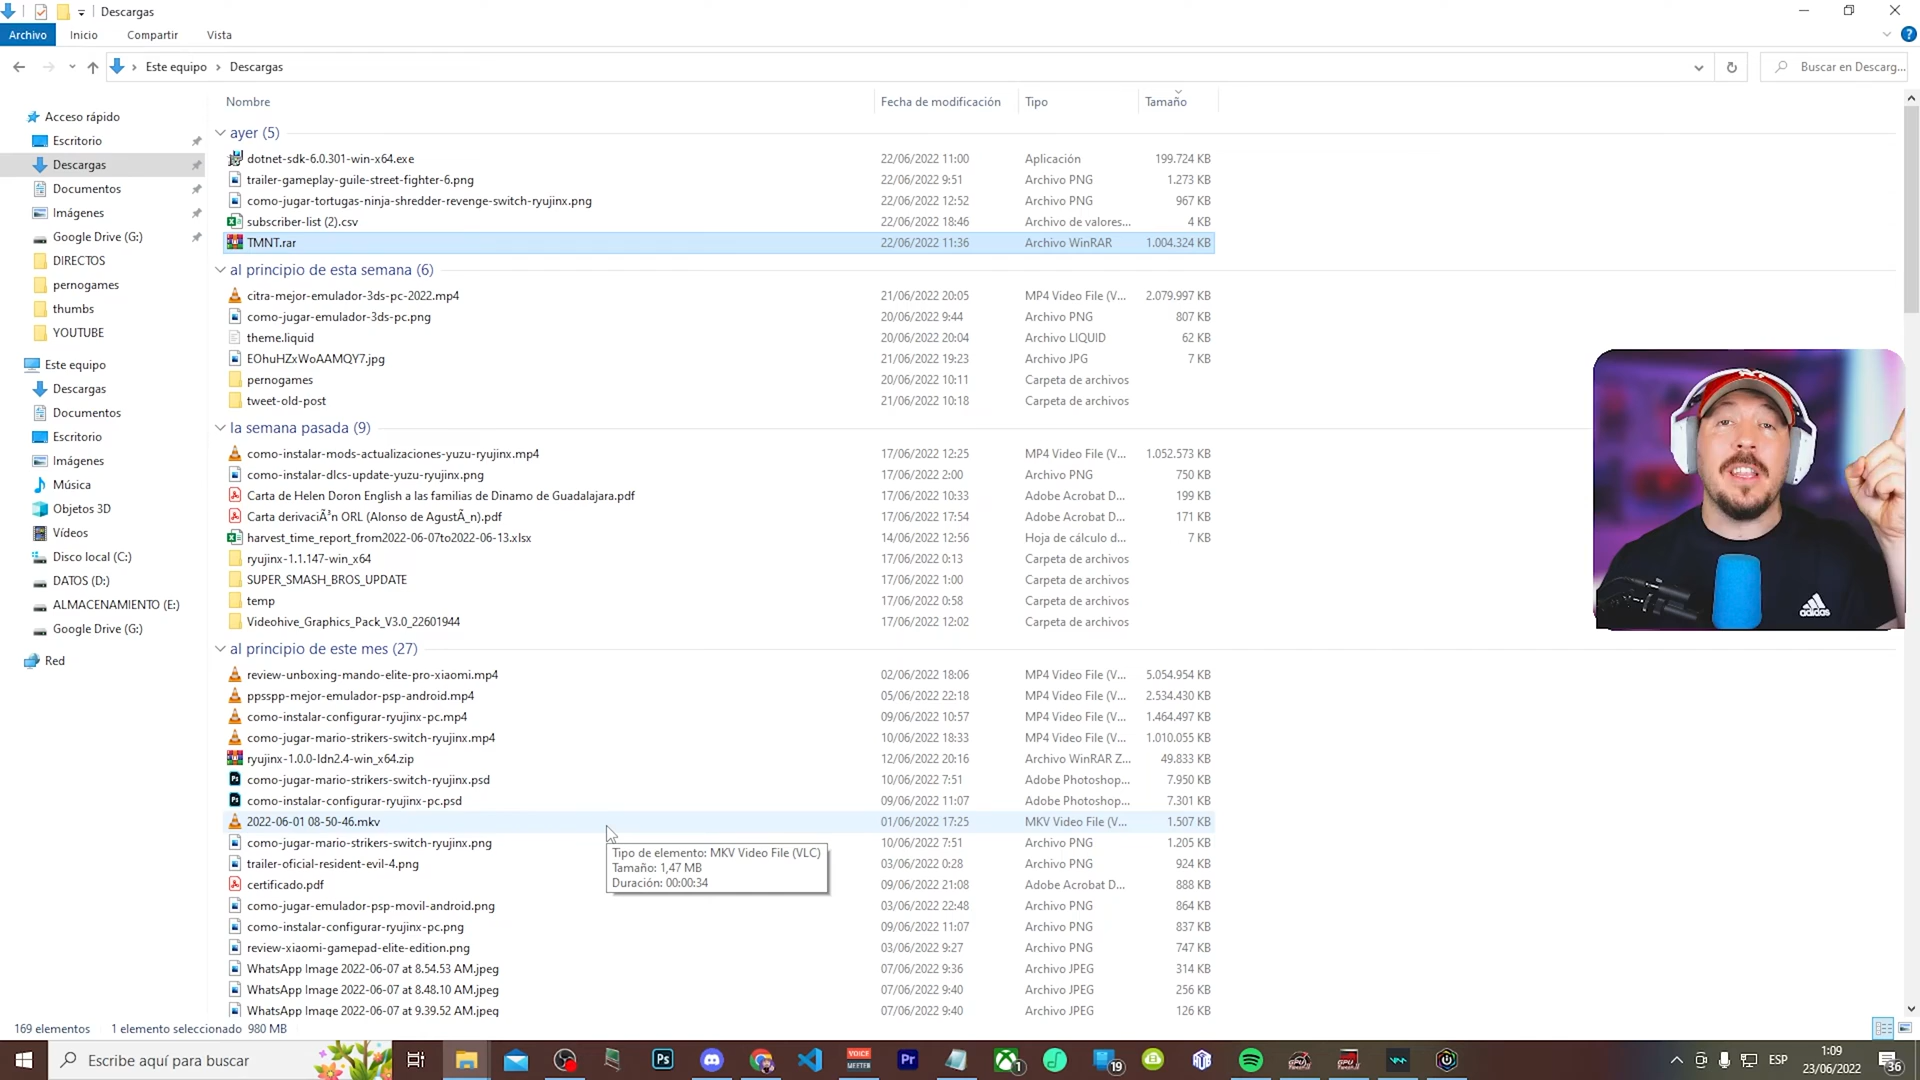 Descargas
Archivo Inicio Compartir Vista
Este equipo › Descargas Buscar en Descarg...
Nombre Fecha de modificación Tipo Tamaño
Acceso rápido
Escritorio
Descargas
Documentos
Imágenes
Google Drive (G:)
DIRECTOS
pernogames
thumbs
YOUTUBE
Este equipo
Descargas
Documentos
Escritorio
Imágenes
Música
Objetos 3D
Vídeos
Disco local (C:)
DATOS (D:)
ALMACENAMIENTO (E:)
Google Drive (G:)
Red
ayer (5)
dotnet-sdk-6.0.301-win-x64.exe 22/06/2022 11:00 Aplicación 199.724 KB
trailer-gameplay-guile-street-fighter-6.png 22/06/2022 9:51 Archivo PNG 1.273 KB
como-jugar-tortugas-ninja-shredder-revenge-switch-ryujinx.png 22/06/2022 12:52 Archivo PNG 967 KB
subscriber-list (2).csv 22/06/2022 18:46 Archivo de valores... 4 KB
TMNT.rar 22/06/2022 11:36 Archivo WinRAR 1.004.324 KB
al principio de esta semana (6)
citra-mejor-emulador-3ds-pc-2022.mp4 21/06/2022 20:05 MP4 Video File (V... 2.079.997 KB
como-jugar-emulador-3ds-pc.png 20/06/2022 9:44 Archivo PNG 807 KB
theme.liquid 20/06/2022 20:04 Archivo LIQUID 62 KB
EOhuHZxWoAAMQY7.jpg 21/06/2022 19:23 Archivo JPG 7 KB
pernogames 20/06/2022 10:11 Carpeta de archivos
tweet-old-post 21/06/2022 10:18 Carpeta de archivos
la semana pasada (9)
como-instalar-mods-actualizaciones-yuzu-ryujinx.mp4 17/06/2022 12:25 MP4 Video File (V... 1.052.573 KB
como-instalar-dlcs-update-yuzu-ryujinx.png 17/06/2022 2:00 Archivo PNG 750 KB
Carta de Helen Doron English a las familias de Dinamo de Guadalajara.pdf 17/06/2022 10:33 Adobe Acrobat D... 199 KB
Carta derivaciÃ³n ORL (Alonso de AgustÃ_n).pdf 17/06/2022 17:54 Adobe Acrobat D... 171 KB
harvest_time_report_from2022-06-07to2022-06-13.xlsx 14/06/2022 12:56 Hoja de cálculo d... 7 KB
ryujinx-1.1.147-win_x64 17/06/2022 0:13 Carpeta de archivos
SUPER_SMASH_BROS_UPDATE 17/06/2022 1:00 Carpeta de archivos
temp 17/06/2022 0:58 Carpeta de archivos
Videohive_Graphics_Pack_V3.0_22601944 17/06/2022 12:02 Carpeta de archivos
al principio de este mes (27)
review-unboxing-mando-elite-pro-xiaomi.mp4 02/06/2022 18:06 MP4 Video File (V... 5.054.954 KB
ppsspp-mejor-emulador-psp-android.mp4 05/06/2022 22:18 MP4 Video File (V... 2.534.430 KB
como-instalar-configurar-ryujinx-pc.mp4 09/06/2022 10:57 MP4 Video File (V... 1.464.497 KB
como-jugar-mario-strikers-switch-ryujinx.mp4 10/06/2022 18:33 MP4 Video File (V... 1.010.055 KB
ryujinx-1.0.0-ldn2.4-win_x64.zip 12/06/2022 20:16 Archivo WinRAR Z... 49.833 KB
como-jugar-mario-strikers-switch-ryujinx.psd 10/06/2022 7:51 Adobe Photoshop... 7.950 KB
como-instalar-configurar-ryujinx-pc.psd 09/06/2022 11:07 Adobe Photoshop... 7.301 KB
2022-06-01 08-50-46.mkv 01/06/2022 17:25 MKV Video File (V... 1.507 KB
como-jugar-mario-strikers-switch-ryujinx.png 10/06/2022 7:51 Archivo PNG 1.205 KB
trailer-oficial-resident-evil-4.png 03/06/2022 0:28 Archivo PNG 924 KB
certificado.pdf 09/06/2022 21:08 Adobe Acrobat D... 888 KB
como-jugar-emulador-psp-movil-android.png 03/06/2022 22:48 Archivo PNG 864 KB
como-instalar-configurar-ryujinx-pc.png 09/06/2022 11:07 Archivo PNG 837 KB
review-xiaomi-gamepad-elite-edition.png 03/06/2022 9:27 Archivo PNG 747 KB
WhatsApp Image 2022-06-07 at 8.54.53 AM.jpeg 07/06/2022 9:36 Archivo JPEG 314 KB
WhatsApp Image 2022-06-07 at 8.48.10 AM.jpeg 07/06/2022 9:40 Archivo JPEG 256 KB
WhatsApp Image 2022-06-07 at 9.39.52 AM.jpeg 07/06/2022 9:40 Archivo JPEG 126 KB
Tipo de elemento: MKV Video File (VLC)
Tamaño: 1,47 MB
Duración: 00:00:34
adidas
169 elementos 1 elemento seleccionado 980 MB
Escribe aquí para buscar
Ps
VOICE MEETER
Pr
1
19
ESP
1:09
23/06/2022
36